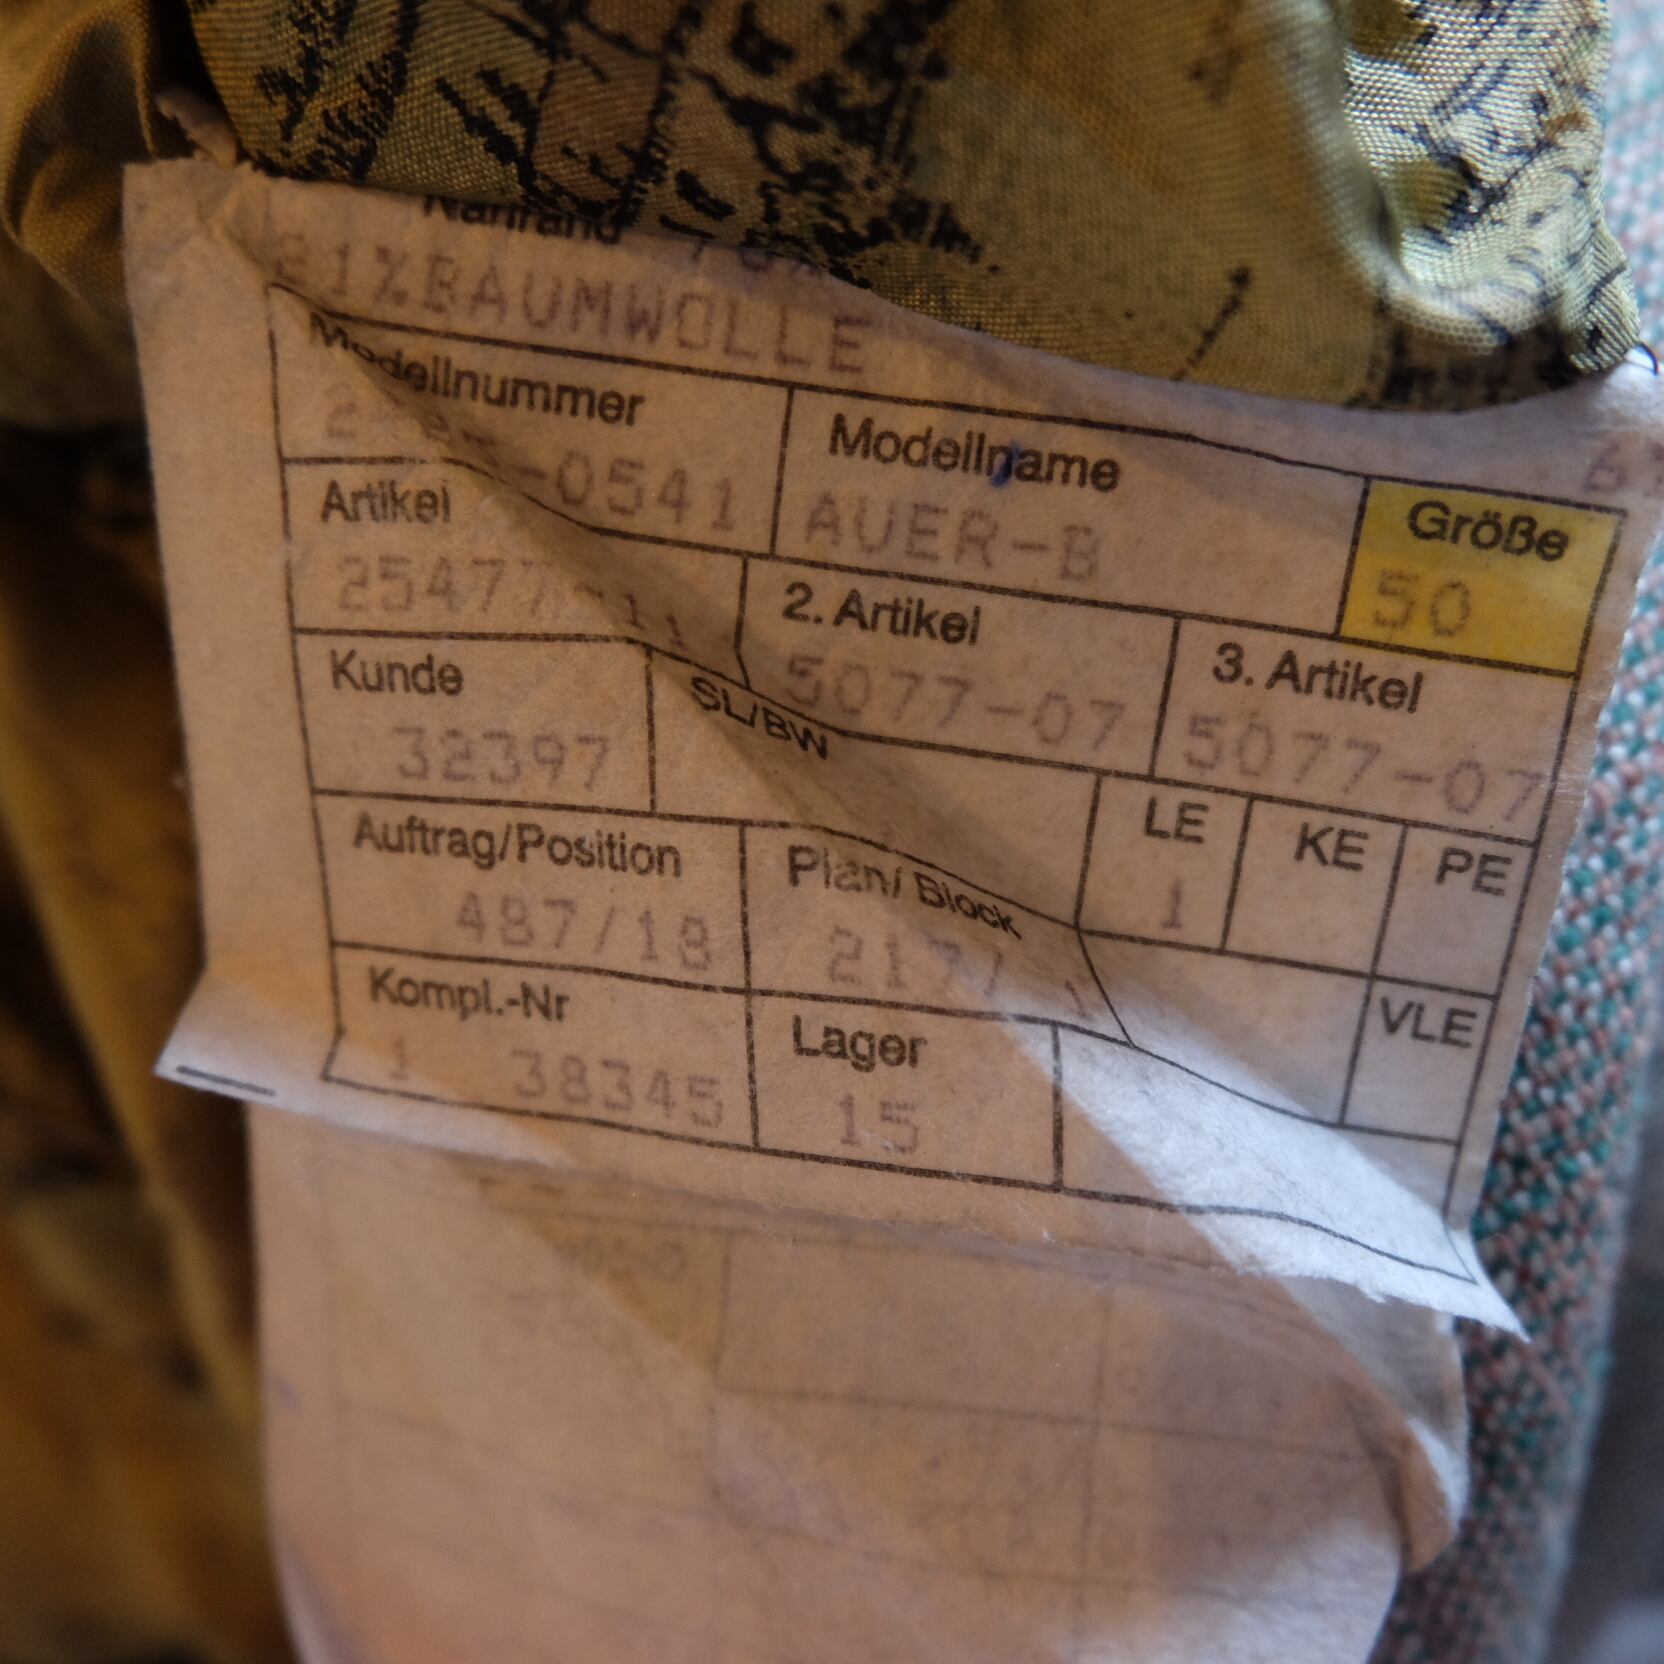 Nahtrand
21%BAUMWOLLE
Modellnummer
-0541
Modellname
AUER-B
Größe
50
Artikel
2. Artikel
5077-07
3. Artikel
5077-07
Kunde
32397
SL/BW
LE
1
KE
PE
Auftrag/Position
487/18
Plan/ Block
VLE
Kompl.-Nr
1 38345
Lager
15